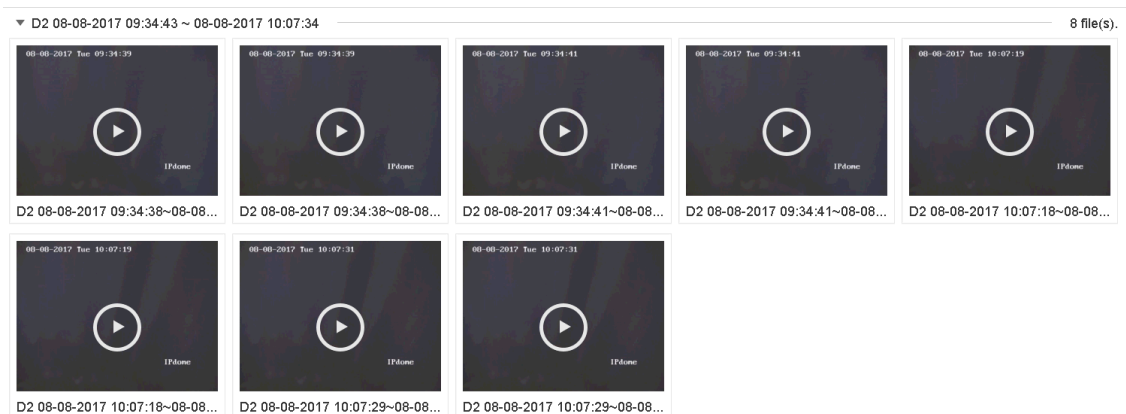 D2 08-08-2017 09:34:43 ~ 08-08-2017 10:07:34
8 file(s).
08-08-2017 Tue 09:34:39
IPdome
D2 08-08-2017 09:34:38~08-08...
08-08-2017 Tue 09:34:39
IPdome
D2 08-08-2017 09:34:38~08-08...
08-08-2017 Tue 09:34:41
IPdome
D2 08-08-2017 09:34:41~08-08...
08-08-2017 Tue 09:34:41
IPdome
D2 08-08-2017 09:34:41~08-08...
08-08-2017 Tue 10:07:19
IPdome
D2 08-08-2017 10:07:18~08-08...
08-08-2017 Tue 10:07:19
IPdome
D2 08-08-2017 10:07:18~08-08...
08-08-2017 Tue 10:07:31
IPdome
D2 08-08-2017 10:07:29~08-08...
08-08-2017 Tue 10:07:31
IPdome
D2 08-08-2017 10:07:29~08-08...